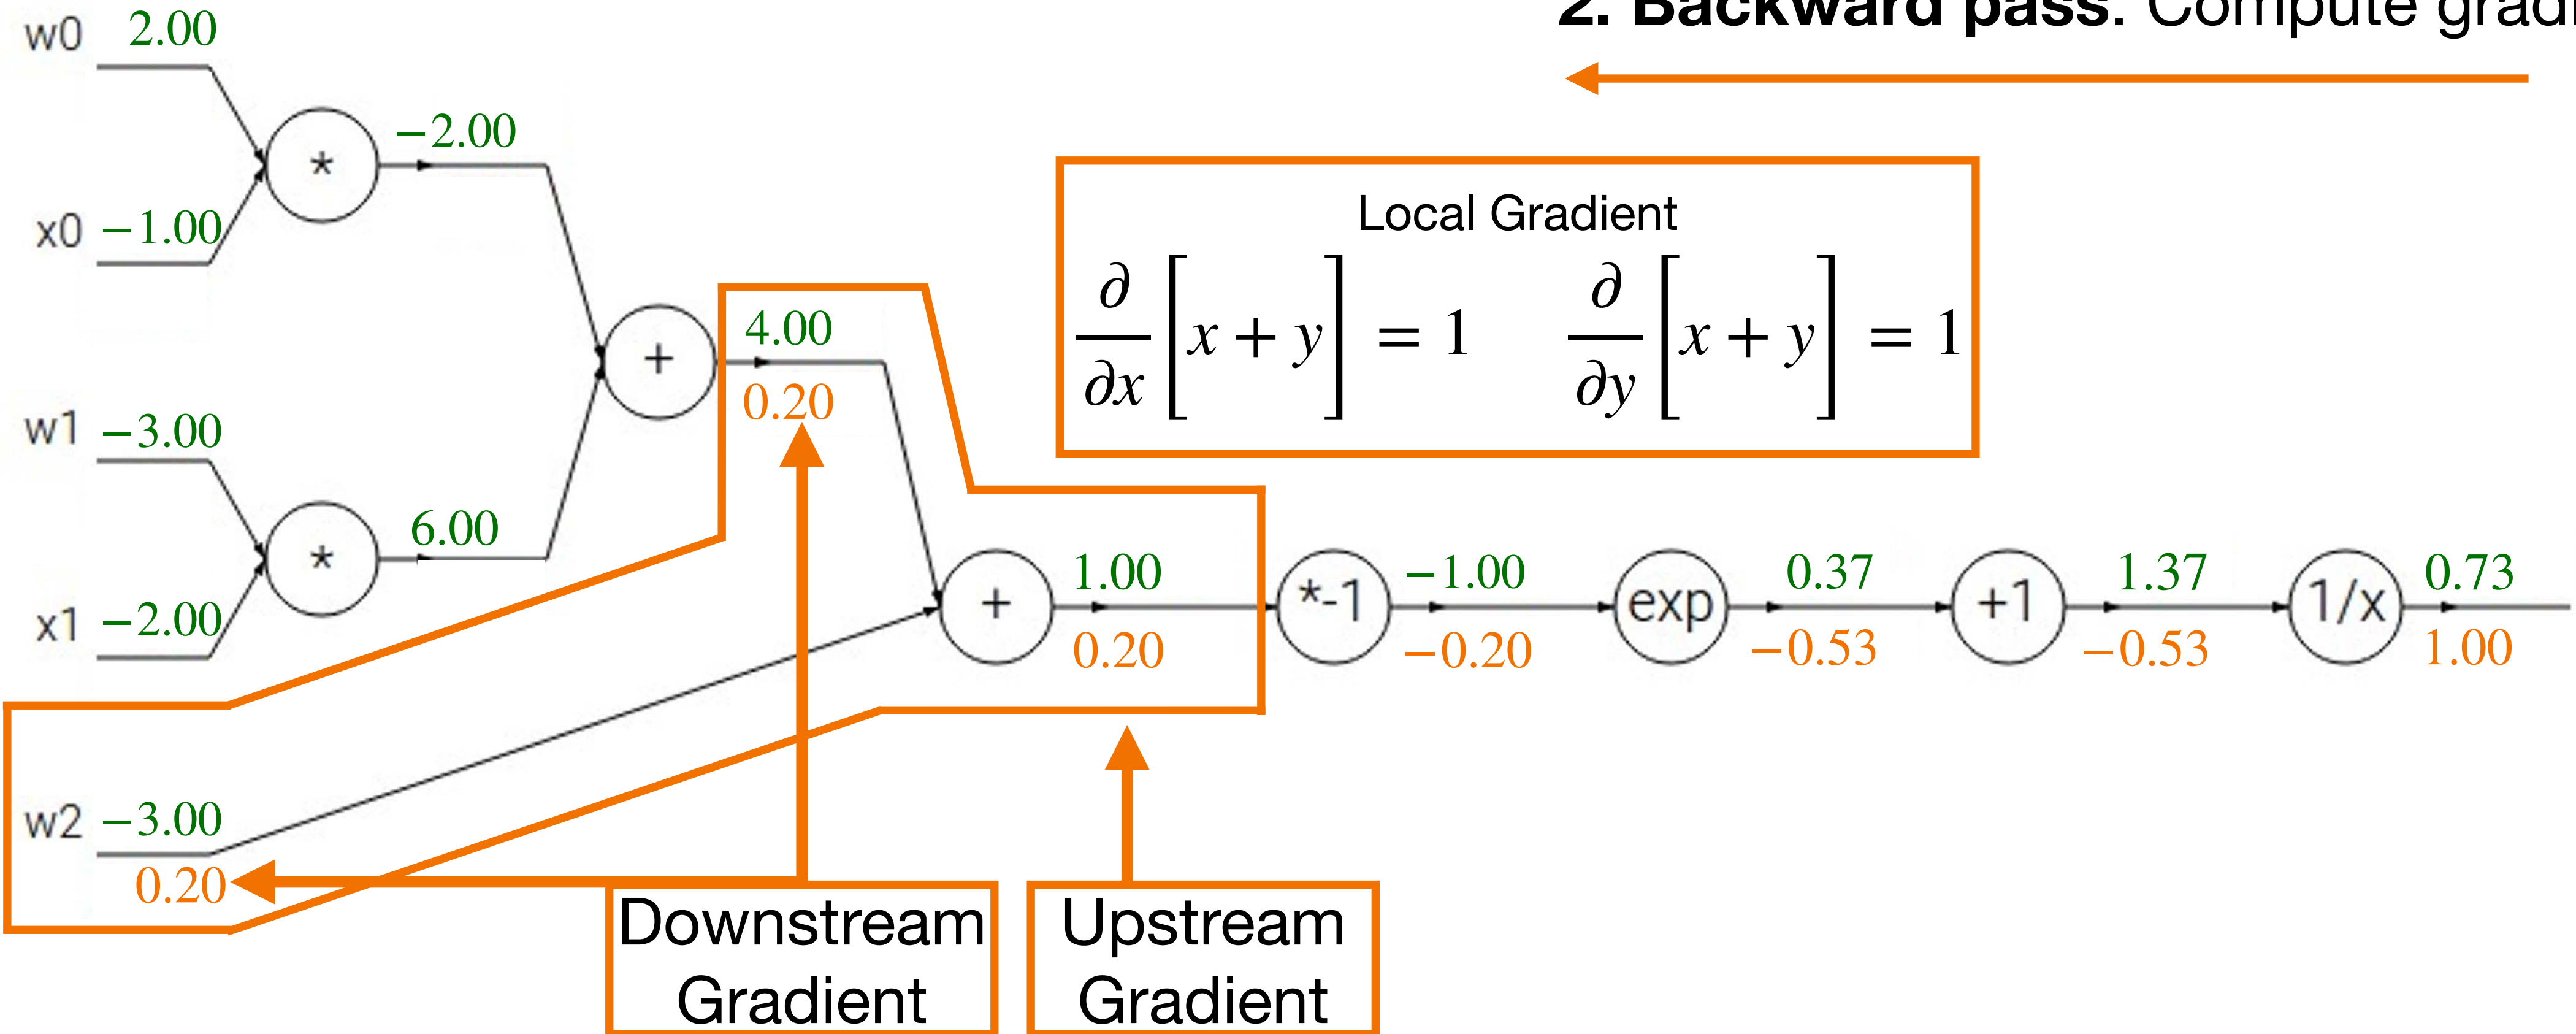 2. Backward pass: Compute gradi
w0 2.00
* −2.00
x0 −1.00
Local Gradient
∂/∂x [x + y] = 1 ∂/∂y [x + y] = 1
+ 4.00
0.20
w1 −3.00
* 6.00
x1 −2.00
+ 1.00 *-1 −1.00 exp 0.37 +1 1.37 1/x 0.73
0.20 −0.20 −0.53 −0.53 1.00
w2 −3.00
0.20
Downstream
Gradient
Upstream
Gradient